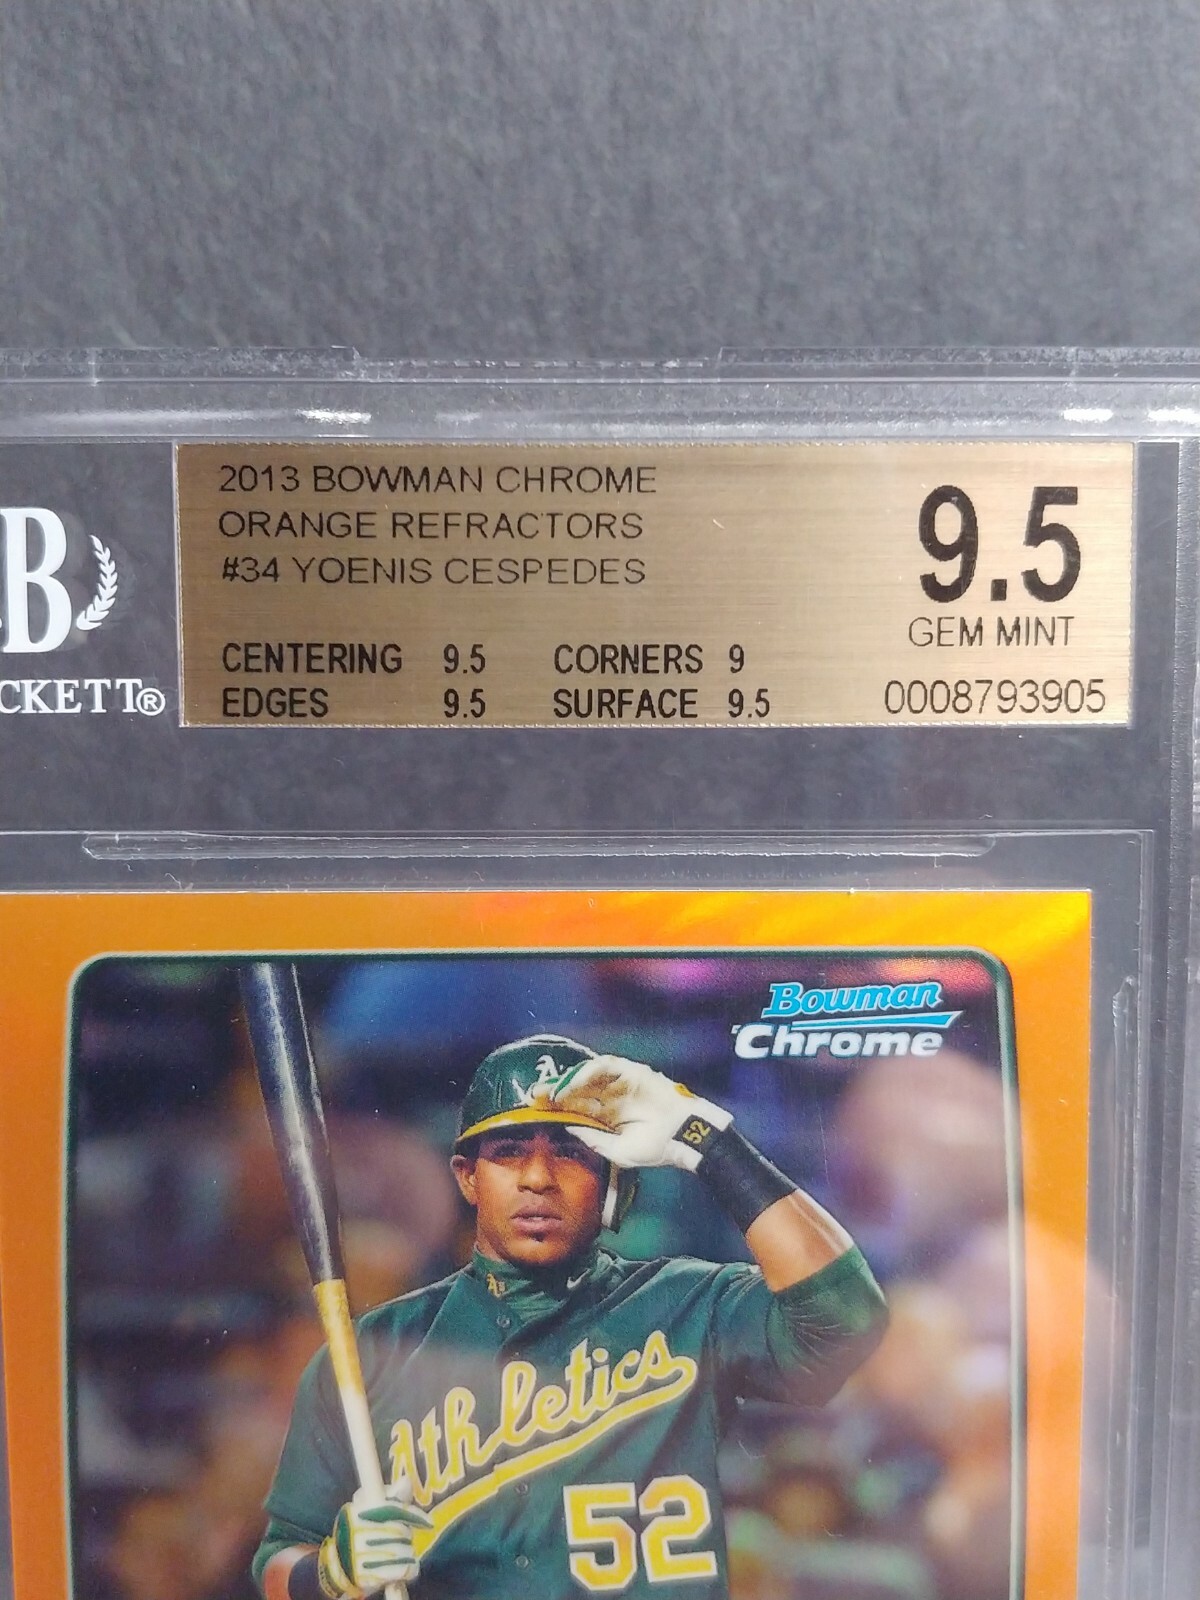 2013 BOWMAN CHROME
ORANGE REFRACTORS
#34 YOENIS CESPEDES
9.5
GEM MINT
CENTERING 9.5 CORNERS 9
EDGES 9.5 SURFACE 9.5
0008793905
B
CKETT®
Bowman
Chrome
A's
52
A's
Athletics
52